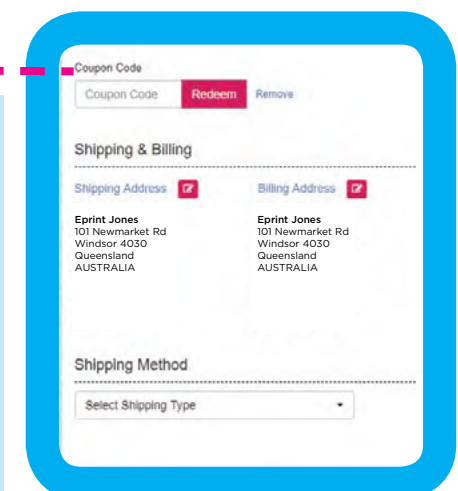 Coupon Code
Coupon Code Redeem Remove
Shipping & Billing
Shipping Address Billing Address
Eprint Jones Eprint Jones
101 Newmarket Rd 101 Newmarket Rd
Windsor 4030 Windsor 4030
Queensland Queensland
AUSTRALIA AUSTRALIA
Shipping Method
Select Shipping Type